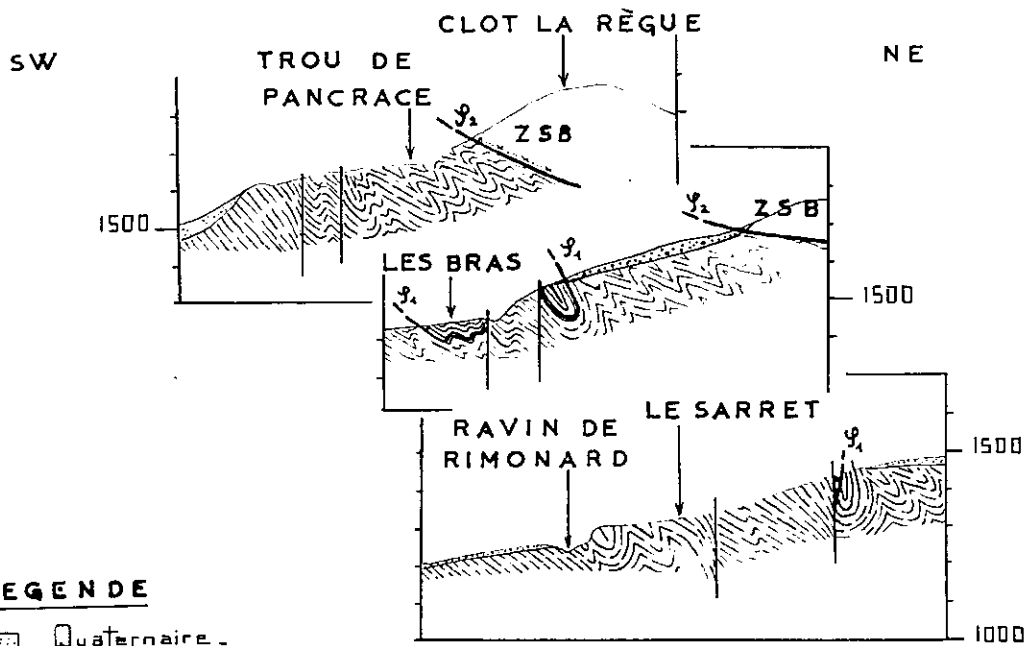 CLOT LA RÈGUE
SW
NE
TROU DE
PANCRACE
φ₂
ZSB
1500
φ₂
ZSB
LES BRAS
φ₁
φ₁
1500
RAVIN DE
RIMONARD
LE SARRET
φ₁
1500
EGENDE
Quaternaire.
1000